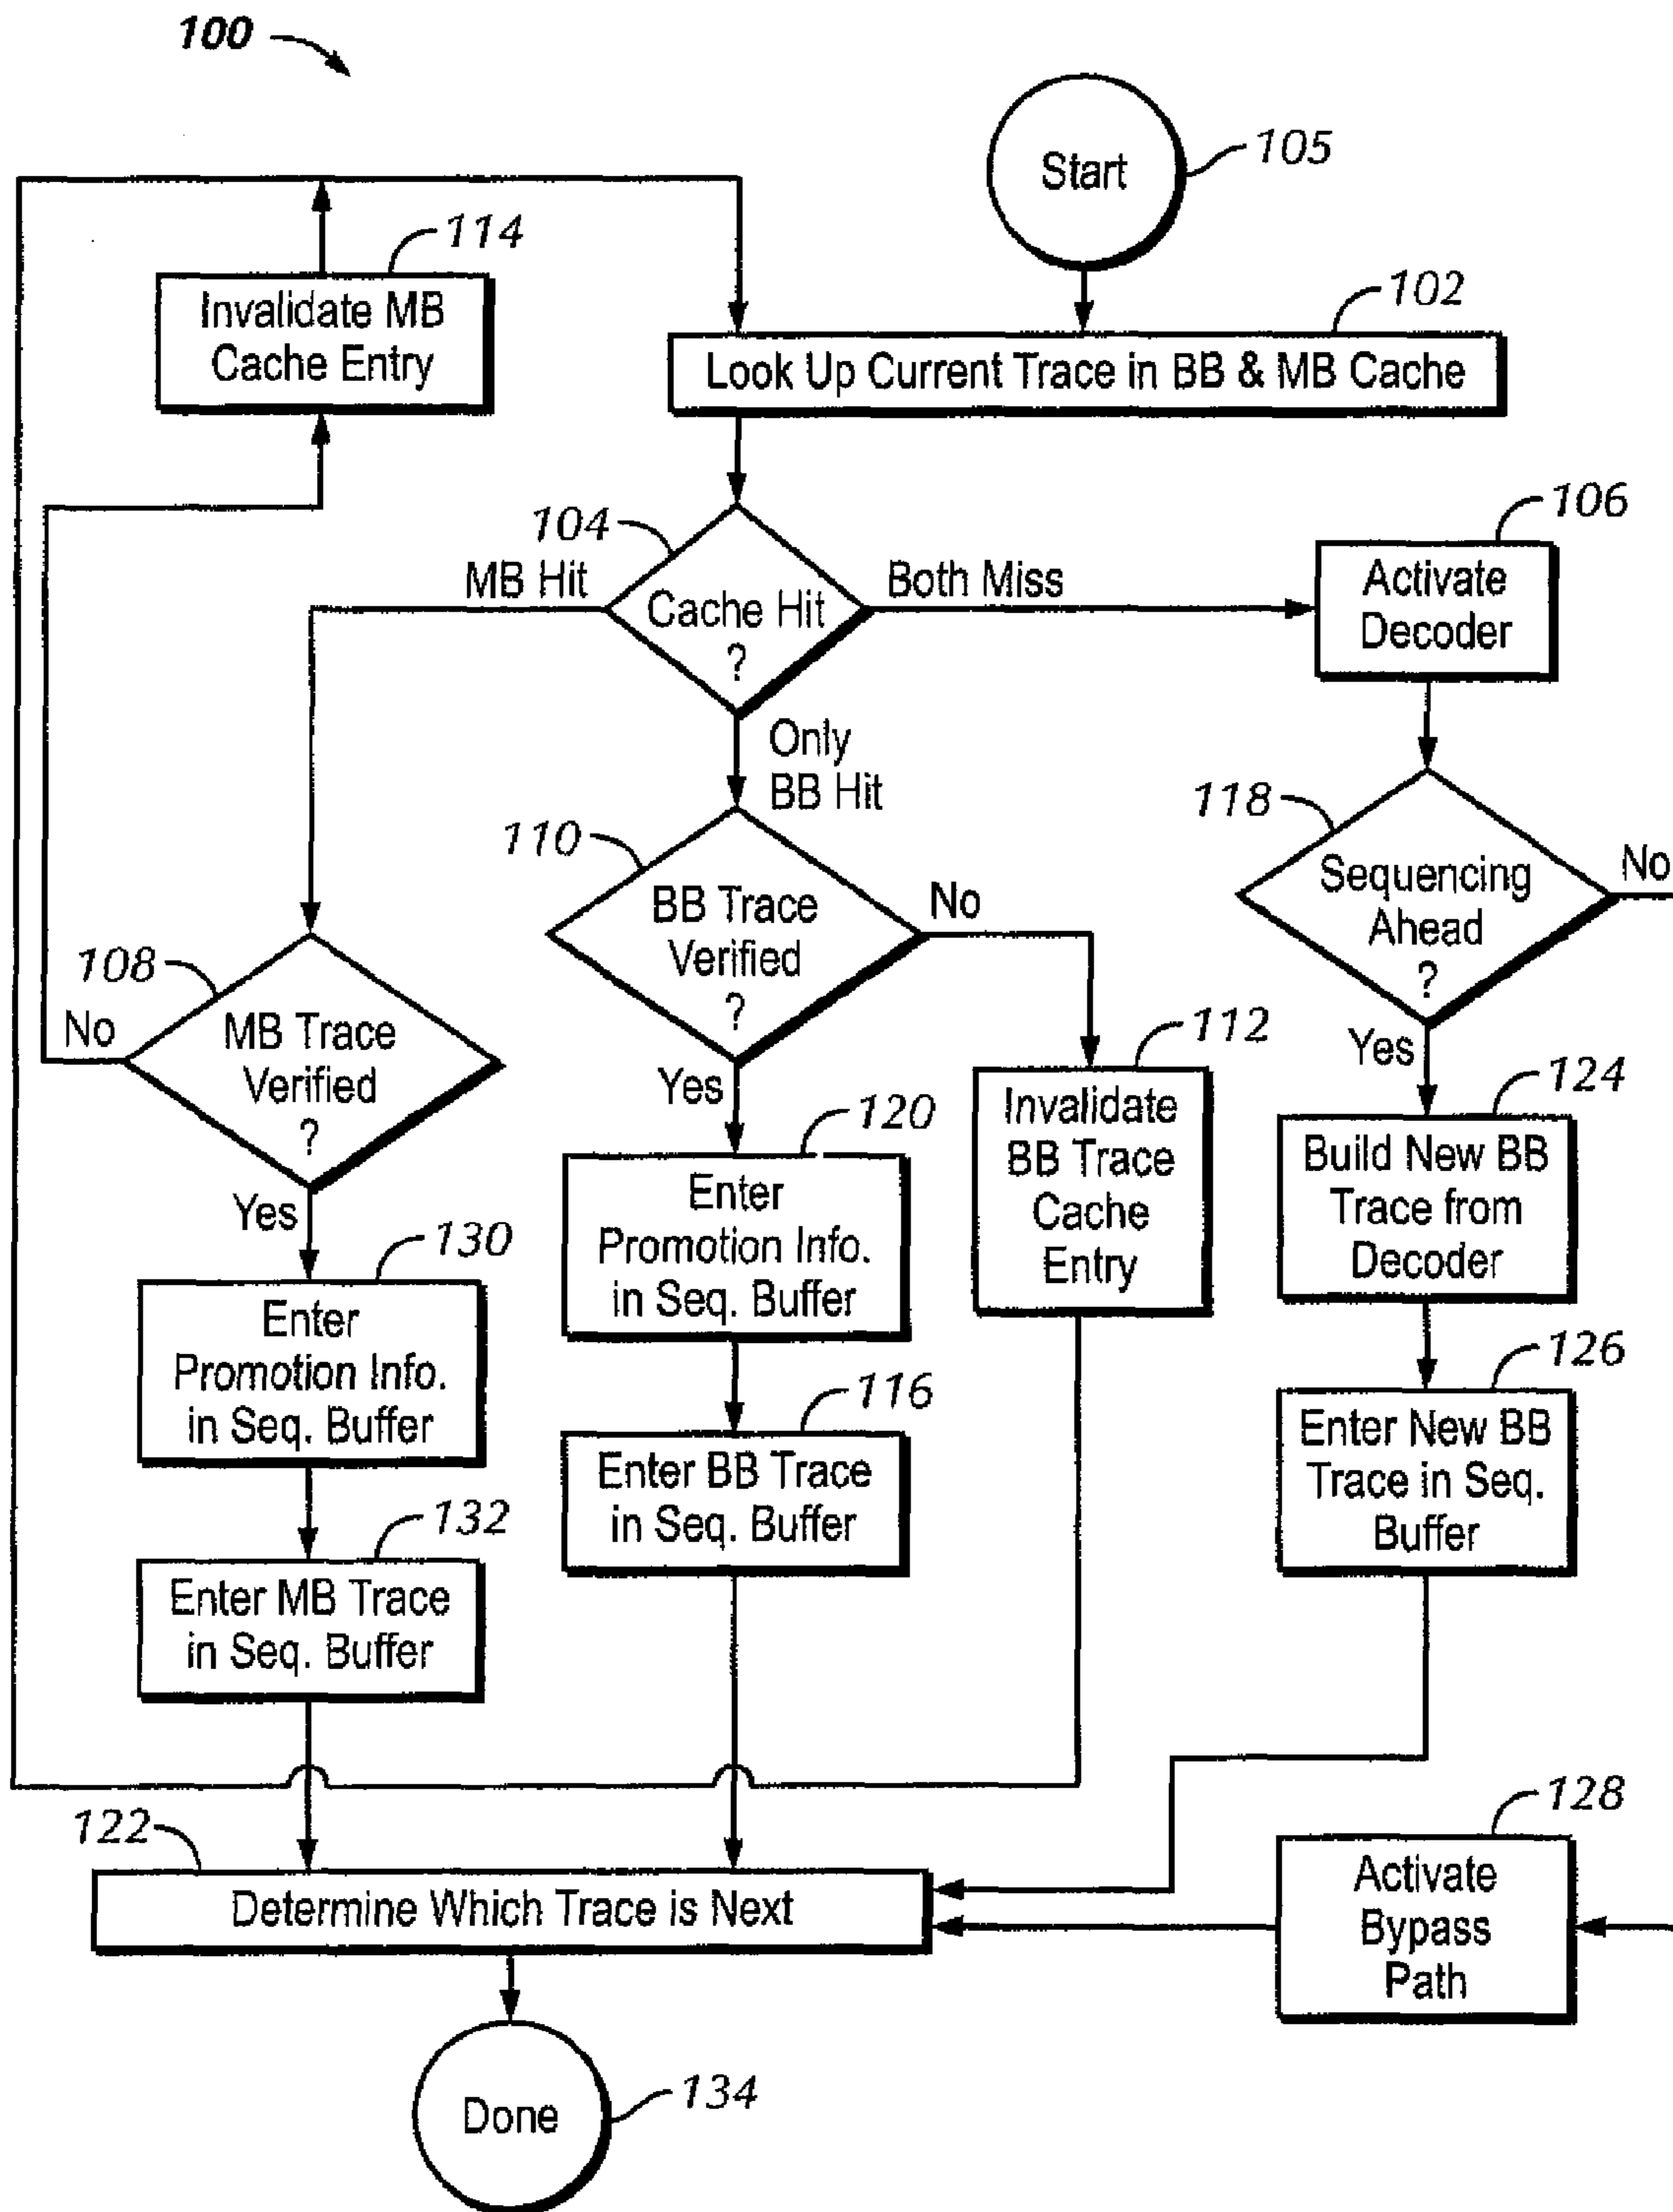 100
Start
105
114
Invalidate MB
Cache Entry
102
Look Up Current Trace in BB & MB Cache
104
MB Hit
Cache Hit
?
Both Miss
106
Activate
Decoder
Only
BB Hit
110
BB Trace
Verified
?
No
118
Sequencing
Ahead
?
No
108
No
MB Trace
Verified
?
Yes
112
Invalidate
BB Trace
Cache
Entry
Yes
124
Build New BB
Trace from
Decoder
120
Enter
Promotion Info.
in Seq. Buffer
Yes
130
Enter
Promotion Info.
in Seq. Buffer
116
Enter BB Trace
in Seq. Buffer
126
Enter New BB
Trace in Seq.
Buffer
132
Enter MB Trace
in Seq. Buffer
122
Determine Which Trace is Next
128
Activate
Bypass
Path
Done
134